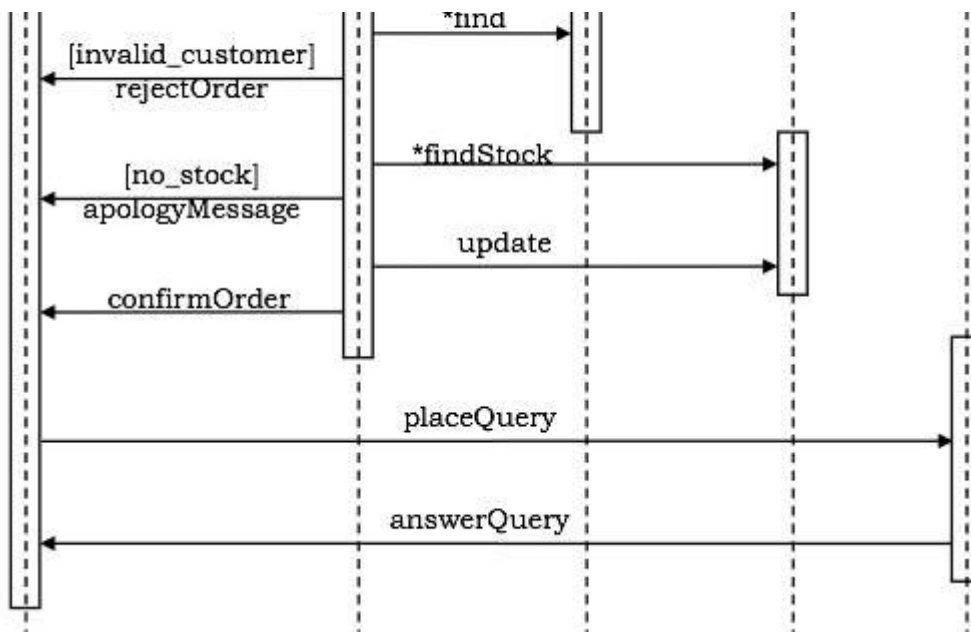 *find
[invalid_customer]
rejectOrder
*findStock
[no_stock]
apologyMessage
update
confirmOrder
placeQuery
answerQuery